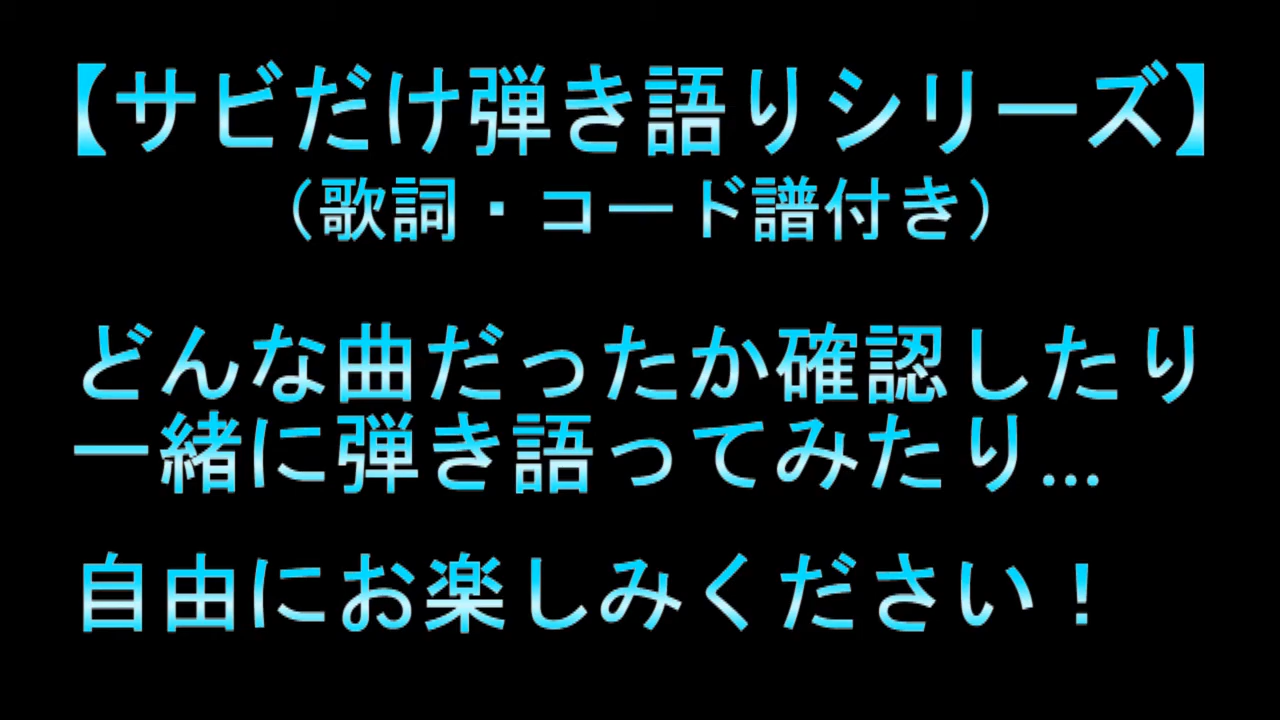 【サビだけ弾き語りシリーズ】
（歌詞・コード譜付き）
どんな曲だったか確認したり
一緒に弾き語ってみたり...
自由にお楽しみください！